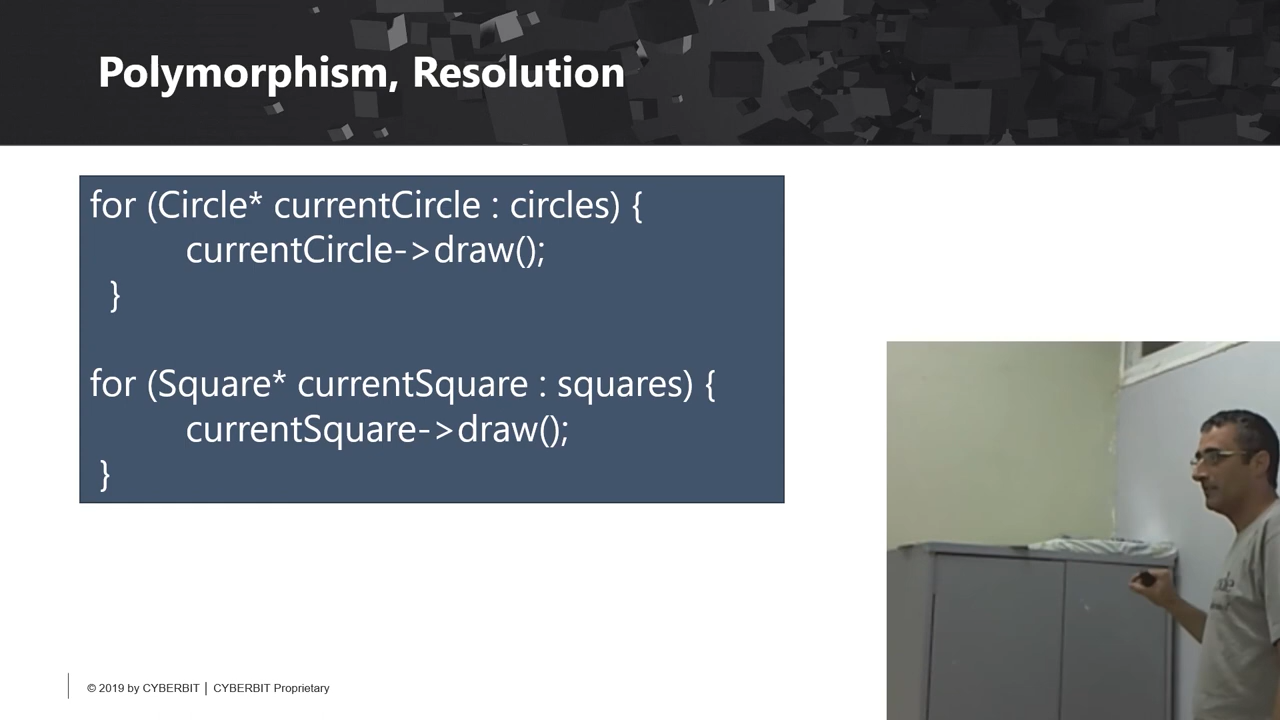 Polymorphism, Resolution
for (Circle* currentCircle : circles) {
currentCircle->draw();
}
for (Square* currentSquare : squares) {
currentSquare->draw();
}
© 2019 by CYBERBIT | CYBERBIT Proprietary